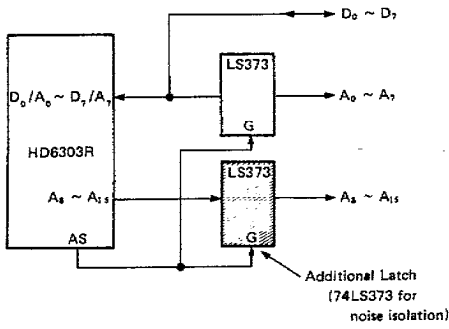 D₀ ~ D₇
LS373
D₀/A₀ ~ D₇/A₇
A₀ ~ A₇
G
HD6303R
LS373
A₈ ~ A₁₅
A₈ ~ A₁₅
AS
G
Additional Latch
(74LS373 for
noise isolation)